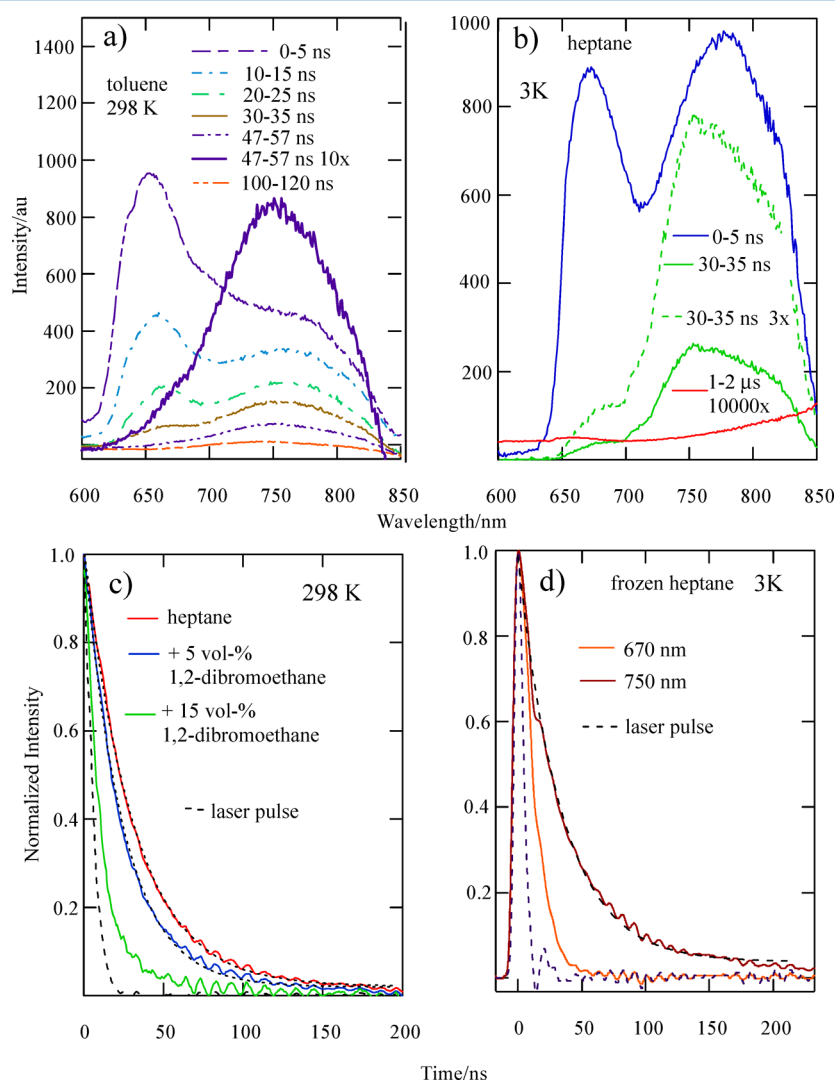 a)
toluene
298 K
0-5 ns
10-15 ns
20-25 ns
30-35 ns
47-57 ns
47-57 ns 10x
100-120 ns
Intensity/au
1400
1200
1000
800
600
400
200
600 650 700 750 800 850
b)
heptane
3K
1000
800
600
400
200
0-5 ns
30-35 ns
30-35 ns 3x
1-2 µs
10000x
600 650 700 750 800 850
Wavelength/nm
c)
298 K
heptane
+ 5 vol-%
1,2-dibromoethane
+ 15 vol-%
1,2-dibromoethane
laser pulse
Normalized Intensity
1.0
0.8
0.6
0.4
0.2
0 50 100 150 200
d)
frozen heptane 3K
670 nm
750 nm
laser pulse
1.0
0.8
0.6
0.4
0.2
0 50 100 150 200
Time/ns